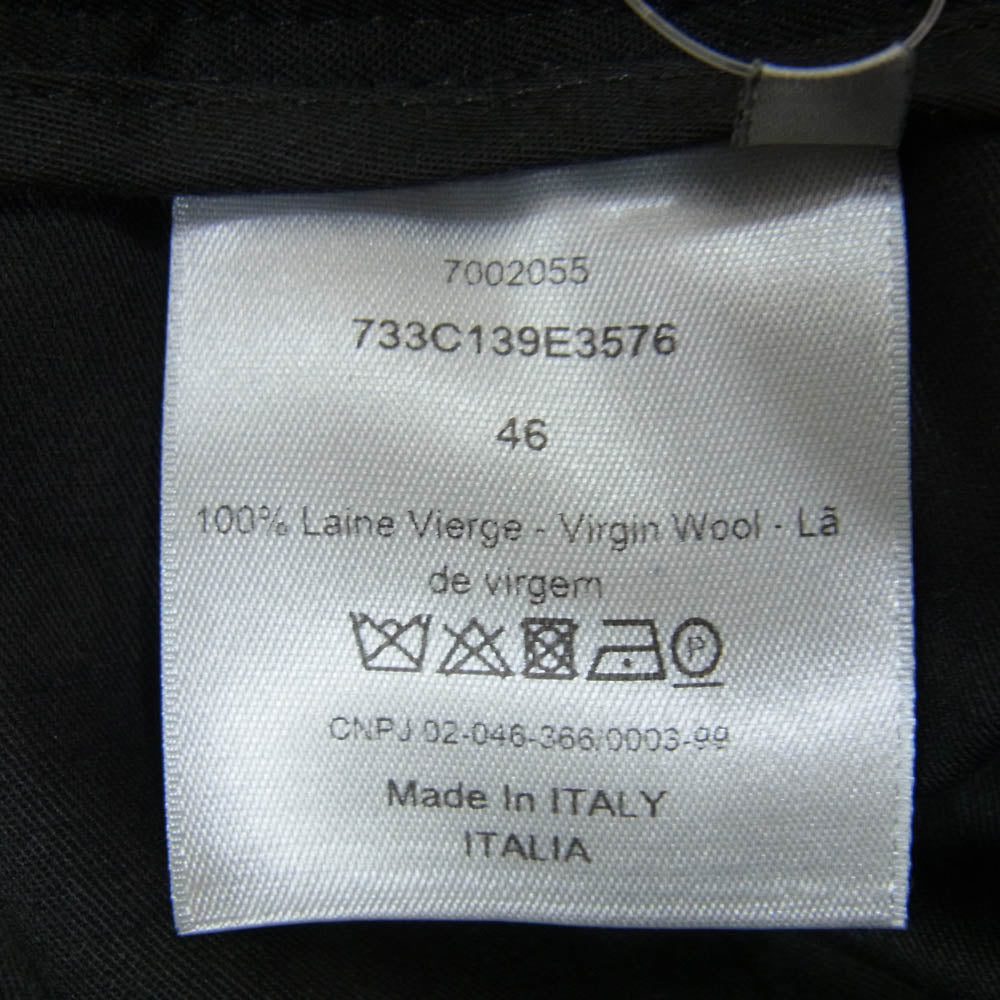 7002055
733C139E3576
46
100% Laine Vierge - Virgin Wool - Lã
de virgem
P
CNPJ 02-046-366/0003-99
Made In ITALY
ITALIA